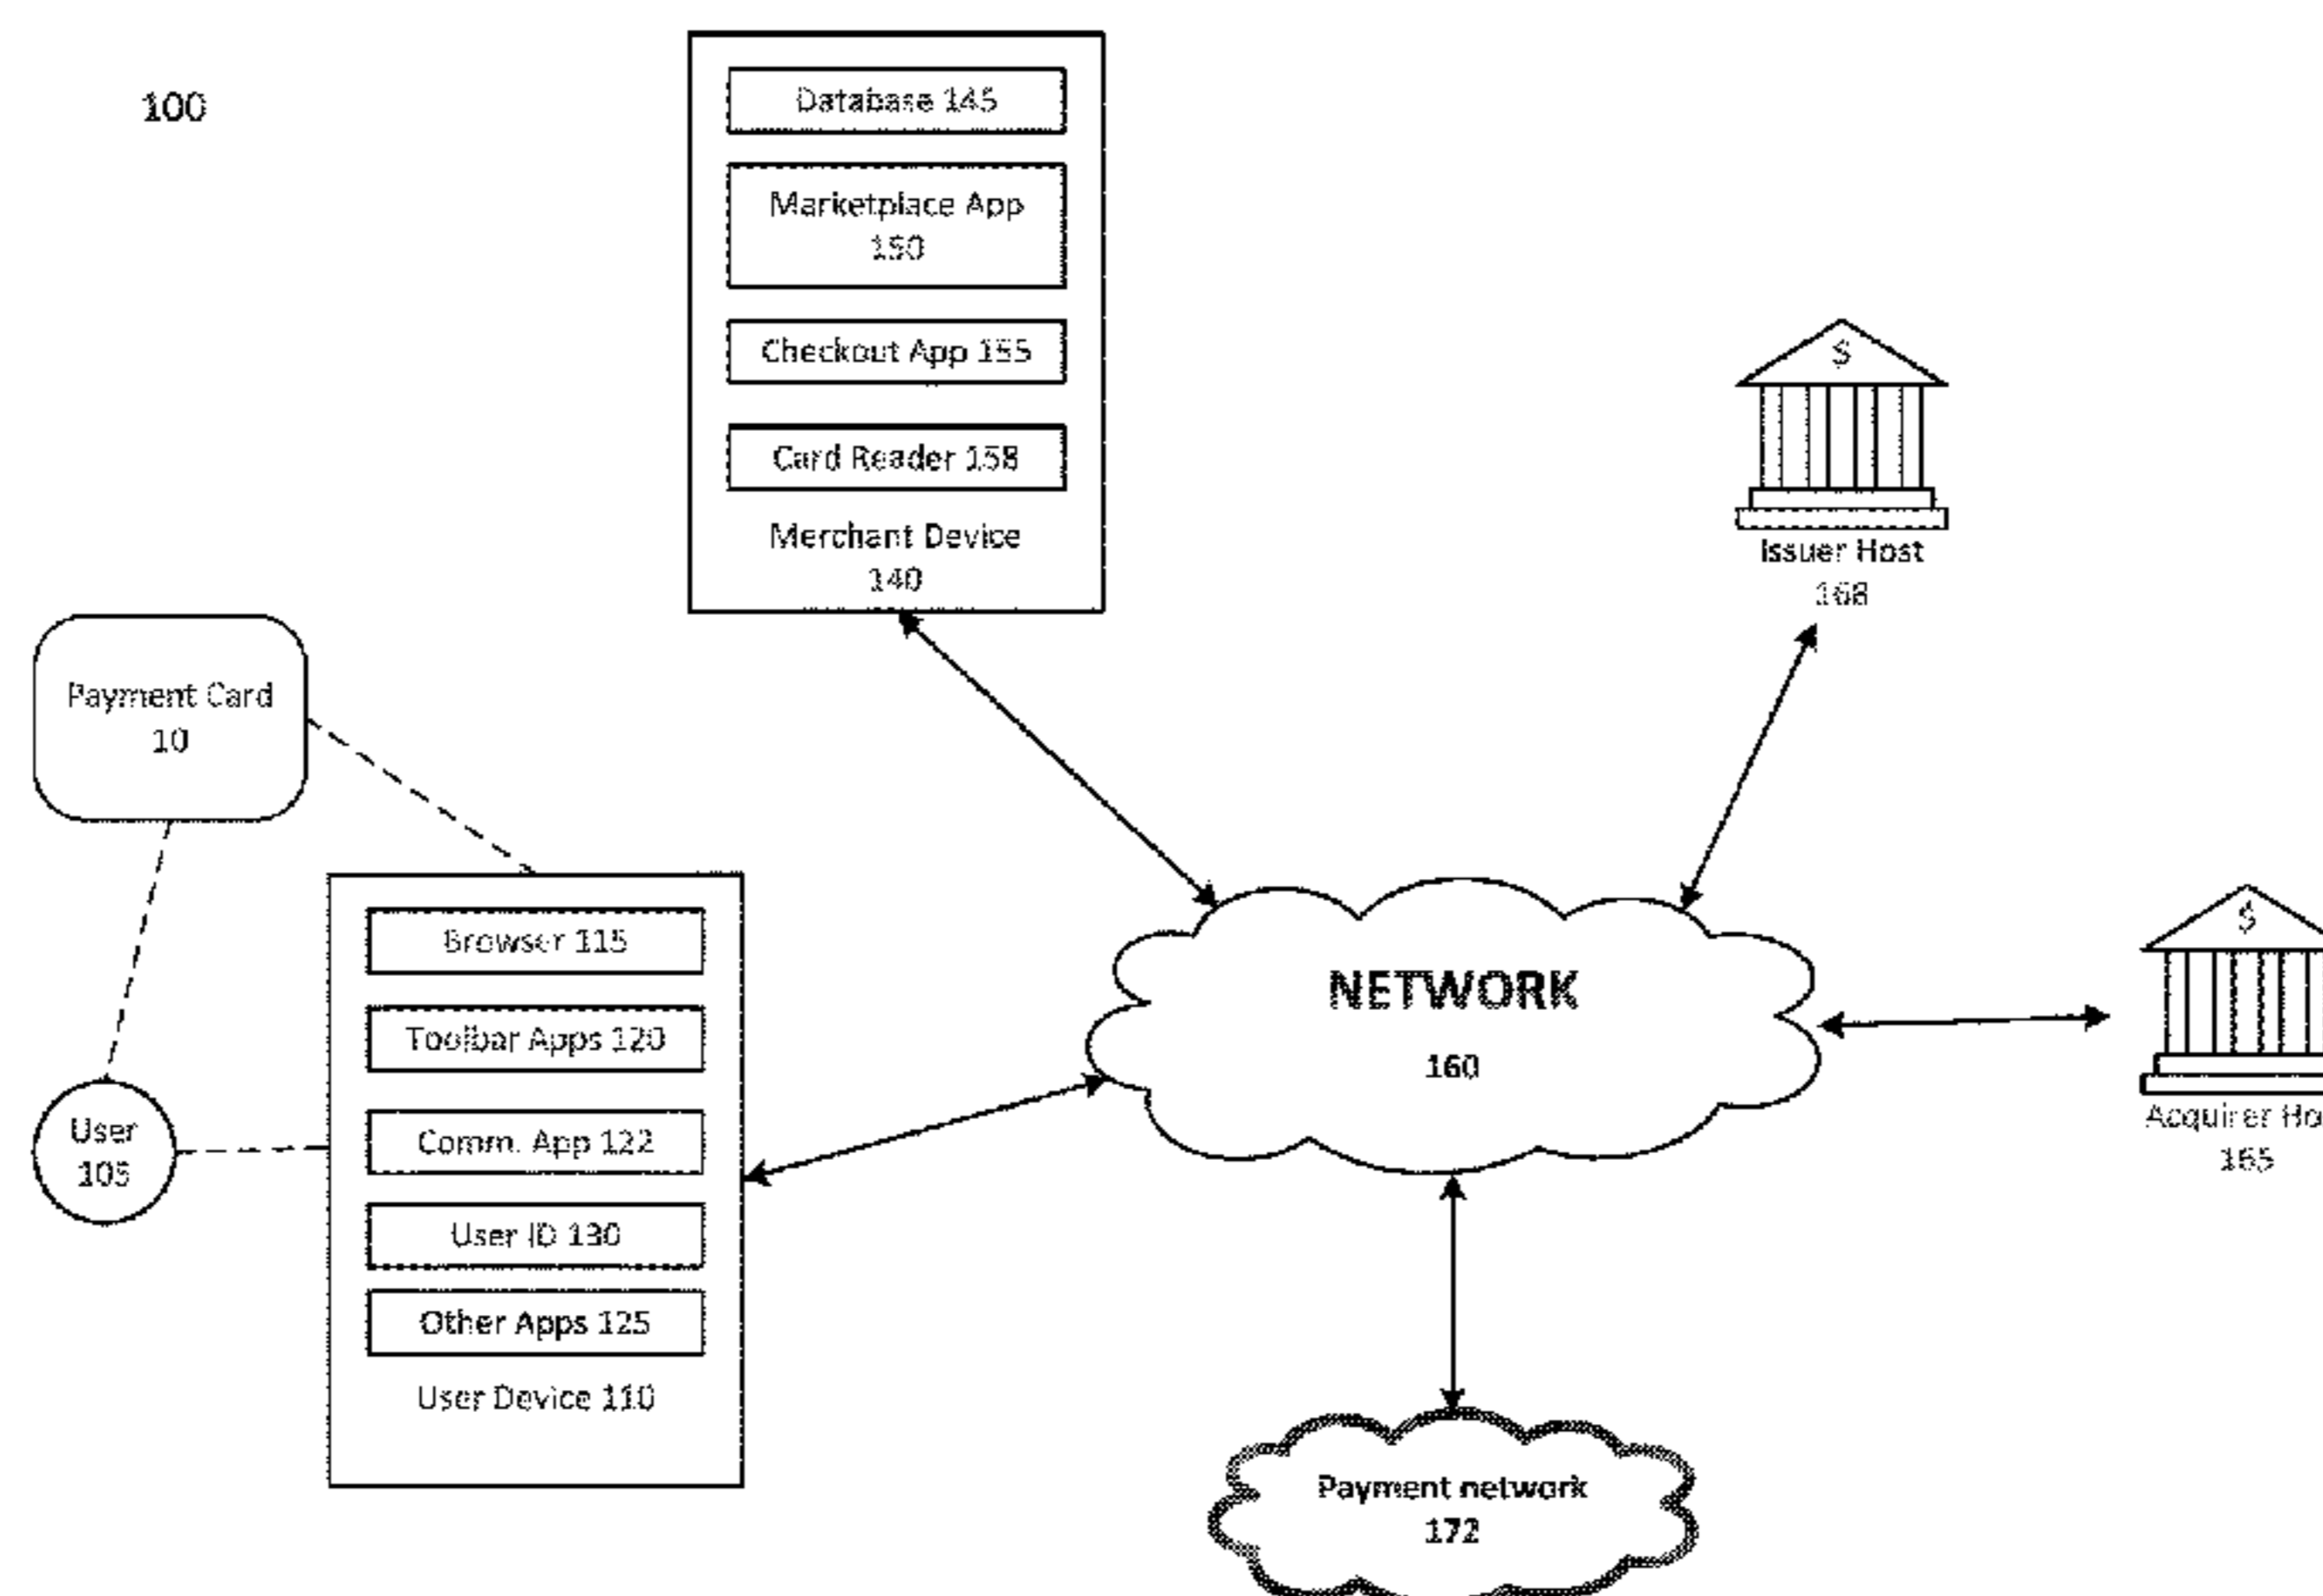 100
Database 145
Marketplace App
150
Checkout App 155
Card Reader 158
Merchant Device
140
Issuer Host
168
Payment Card
10
Browser 115
Toolbar Apps 120
Comm. App 122
User ID 130
Other Apps 125
User Device 110
User
105
NETWORK
160
Acquirer Ho
165
Payment network
172